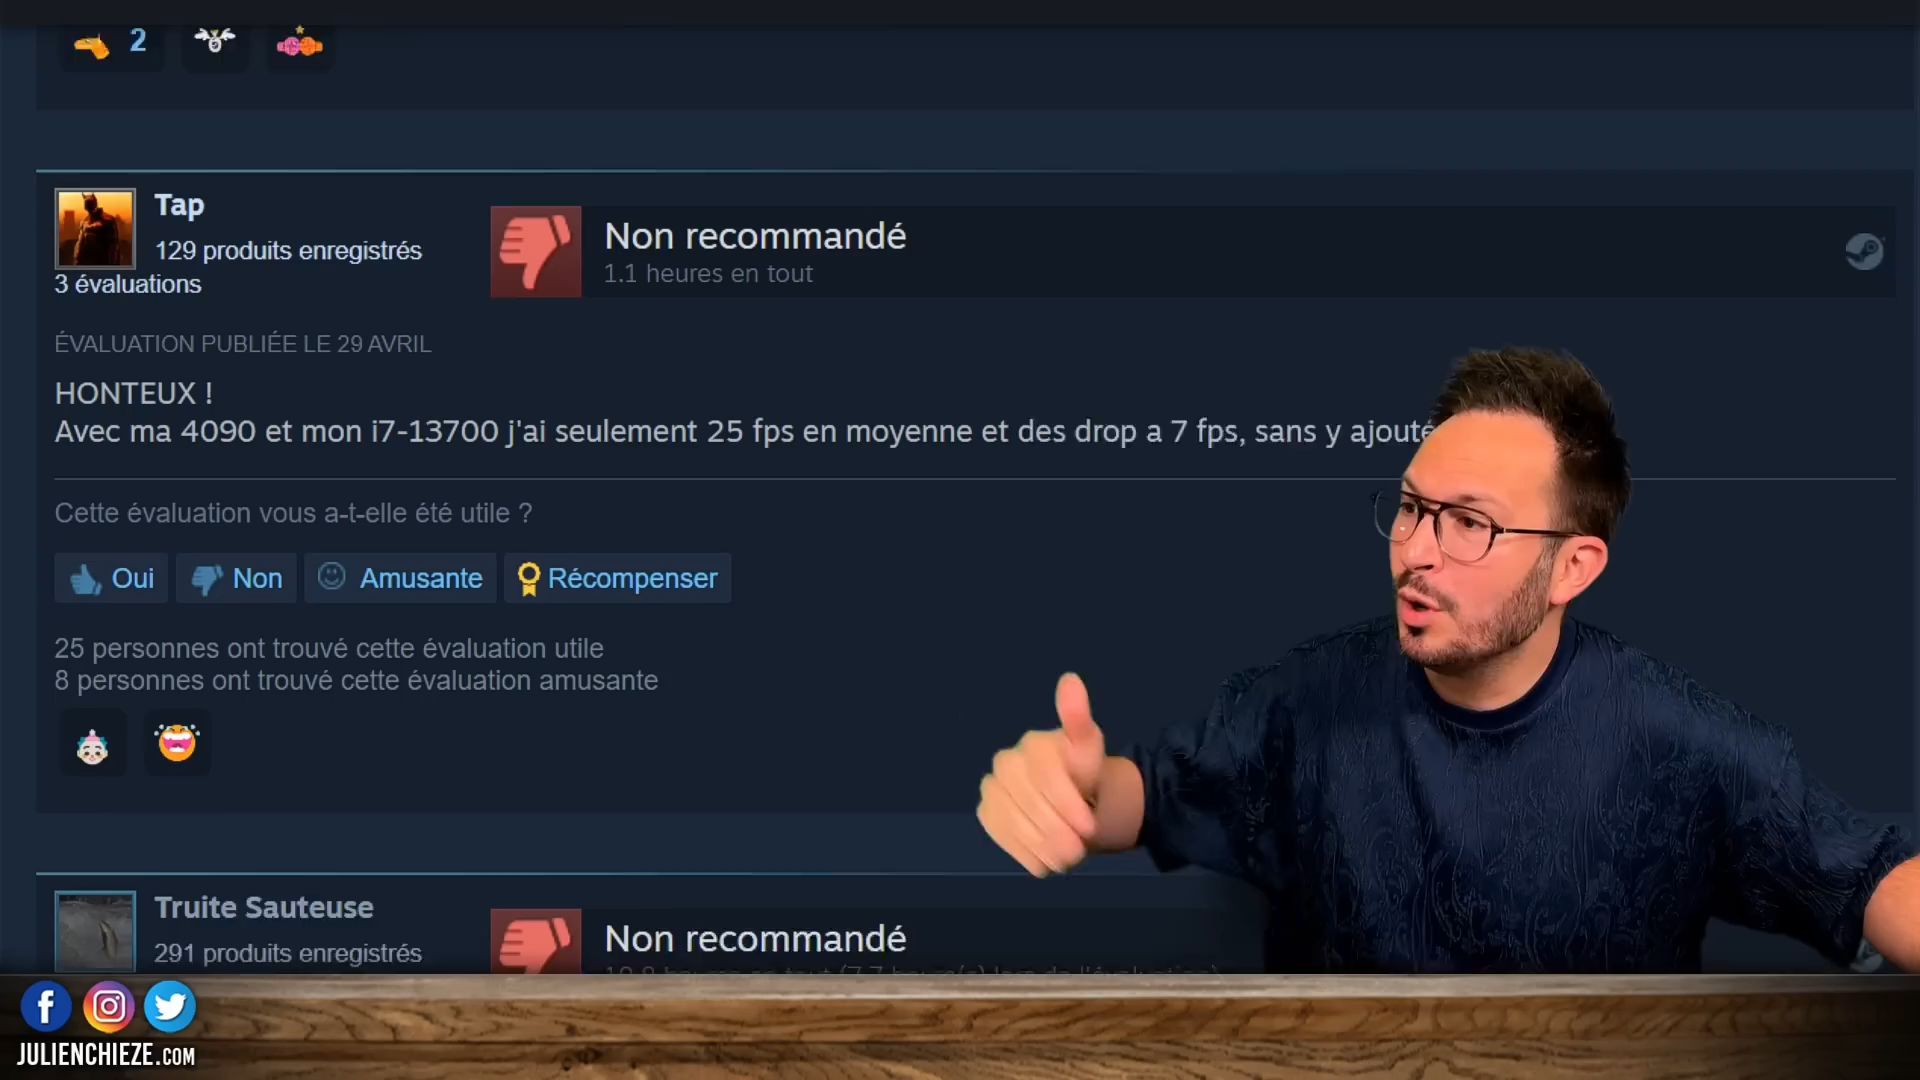 2
Tap
129 produits enregistrés
3 évaluations
Non recommandé
1.1 heures en tout
ÉVALUATION PUBLIÉE LE 29 AVRIL
HONTEUX !
Avec ma 4090 et mon i7-13700 j'ai seulement 25 fps en moyenne et des drop a 7 fps, sans y ajouté
Cette évaluation vous a-t-elle été utile ?
Oui
Non
Amusante
Récompenser
25 personnes ont trouvé cette évaluation utile
8 personnes ont trouvé cette évaluation amusante
Truite Sauteuse
291 produits enregistrés
Non recommandé
JULIENCHIEZE.COM